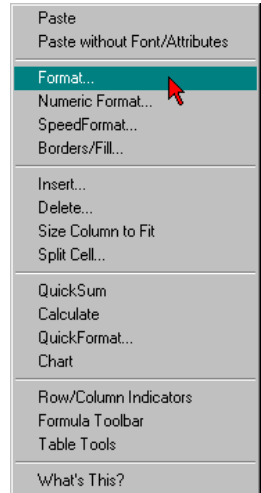 Paste
Paste without Font/Attributes
Format...
Numeric Format...
SpeedFormat...
Borders/Fill...
Insert...
Delete...
Size Column to Fit
Split Cell...
QuickSum
Calculate
QuickFormat...
Chart
Row/Column Indicators
Formula Toolbar
Table Tools
What's This?